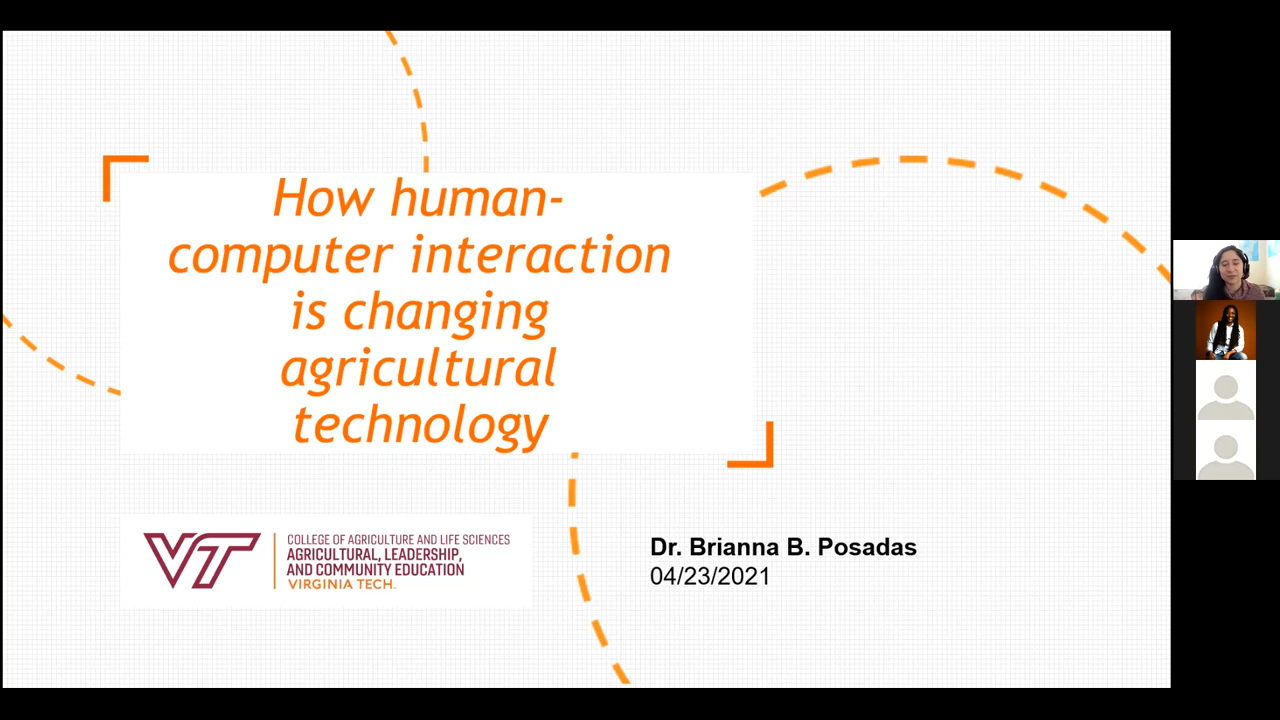 How human-
computer interaction
is changing
agricultural
technology
VT
COLLEGE OF AGRICULTURE AND LIFE SCIENCES
AGRICULTURAL, LEADERSHIP,
AND COMMUNITY EDUCATION
VIRGINIA TECH
Dr. Brianna B. Posadas
04/23/2021